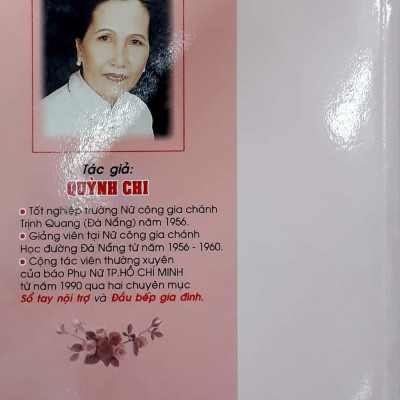 Tác giả:
QUỲNH CHI
Tốt nghiệp trường Nữ công gia chánh
Trịnh Quang (Đà Nẵng) năm 1956.
Giảng viên tại Nữ công gia chánh
Học đường Đà Nẵng từ năm 1956 - 1960.
Cộng tác viên thường xuyên
của báo Phụ Nữ TP.HỒ CHÍ MINH
từ năm 1990 qua hai chuyên mục
Sổ tay nội trợ và Đầu bếp gia đình.